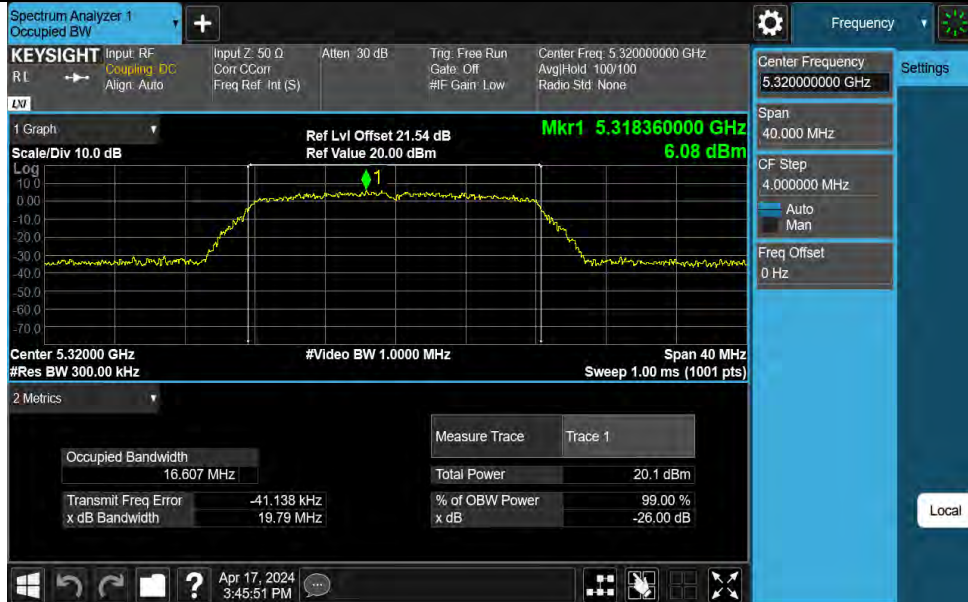 Spectrum Analyzer 1
Occupied BW
+
Frequency
KEYSIGHT Input: RF Input Z: 50 Ω Atten: 30 dB Trig: Free Run Center Freq: 5.320000000 GHz
RL Coupling: DC Corr CCorr Gate: Off Avg|Hold: 100/100
Align: Auto Freq Ref: Int (S) #IF Gain: Low Radio Std: None
LXI
Center Frequency
5.320000000 GHz
Settings
Span
40.000 MHz
CF Step
4.000000 MHz
Auto
Man
Freq Offset
0 Hz
Local
1 Graph
Ref Lvl Offset 21.54 dB
Mkr1 5.318360000 GHz
Scale/Div 10.0 dB
Ref Value 20.00 dBm
6.08 dBm
Log
1
10.0
0.00
-10.0
-20.0
-30.0
-40.0
-50.0
-60.0
-70.0
Center 5.32000 GHz #Video BW 1.0000 MHz Span 40 MHz
#Res BW 300.00 kHz Sweep 1.00 ms (1001 pts)
2 Metrics
Measure Trace Trace 1
Occupied Bandwidth
16.607 MHz
Total Power 20.1 dBm
Transmit Freq Error -41.138 kHz
% of OBW Power 99.00 %
x dB Bandwidth 19.79 MHz
x dB -26.00 dB
?
Apr 17, 2024
3:45:51 PM